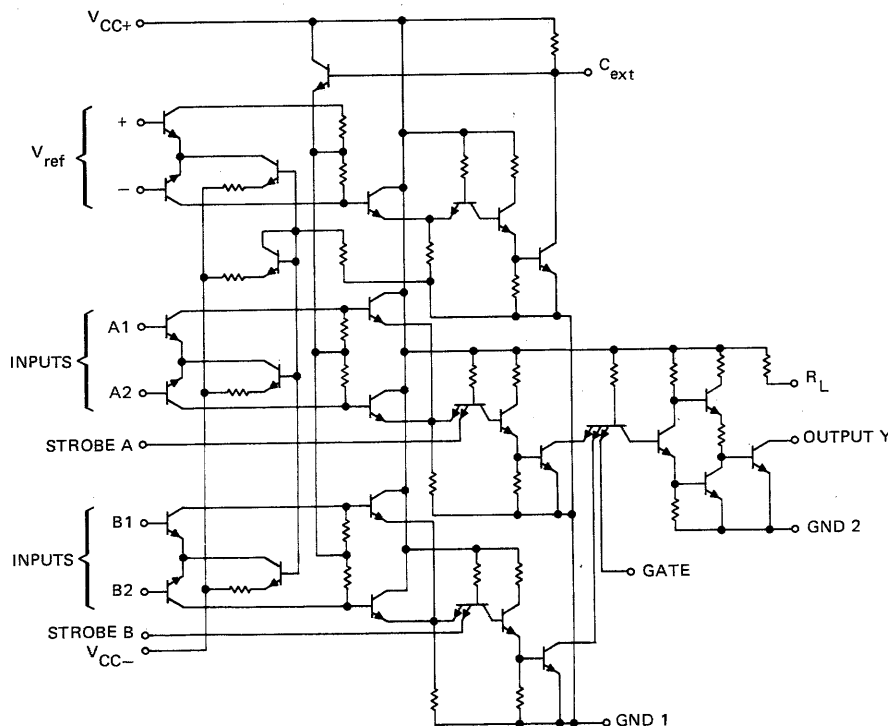 VCC+
Cext
+
Vref
−
A1
INPUTS
A2
RL
STROBE A
OUTPUT Y
B1
GND 2
INPUTS
GATE
B2
STROBE B
VCC−
GND 1